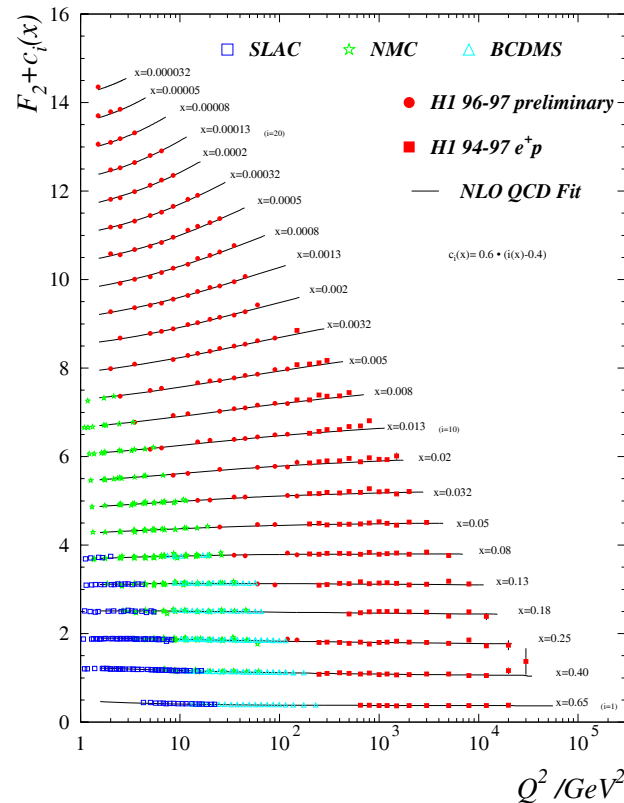 F2+ci(x)
16
14
12
10
8
6
4
2
0
SLAC NMC BCDMS
H1 96-97 preliminary
H1 94-97 e+p
NLO QCD Fit
ci(x)= 0.6 • (i(x)-0.4)
x=0.000032
x=0.00005
x=0.00008
x=0.00013 (i=20)
x=0.0002
x=0.00032
x=0.0005
x=0.0008
x=0.0013
x=0.002
x=0.0032
x=0.005
x=0.008
x=0.013 (i=10)
x=0.02
x=0.032
x=0.05
x=0.08
x=0.13
x=0.18
x=0.25
x=0.40
x=0.65 (i=1)
1 10 10^2 10^3 10^4 10^5
Q^2 /GeV^2